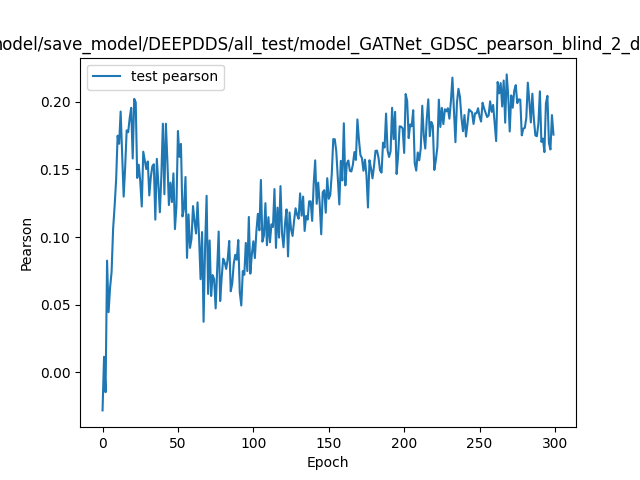 model/save_model/DEEPDDS/all_test/model_GATNet_GDSC_pearson_blind_2_d
test pearson
0.20
0.15
0.10
0.05
0.00
Pearson
0 50 100 150 200 250 300
Epoch